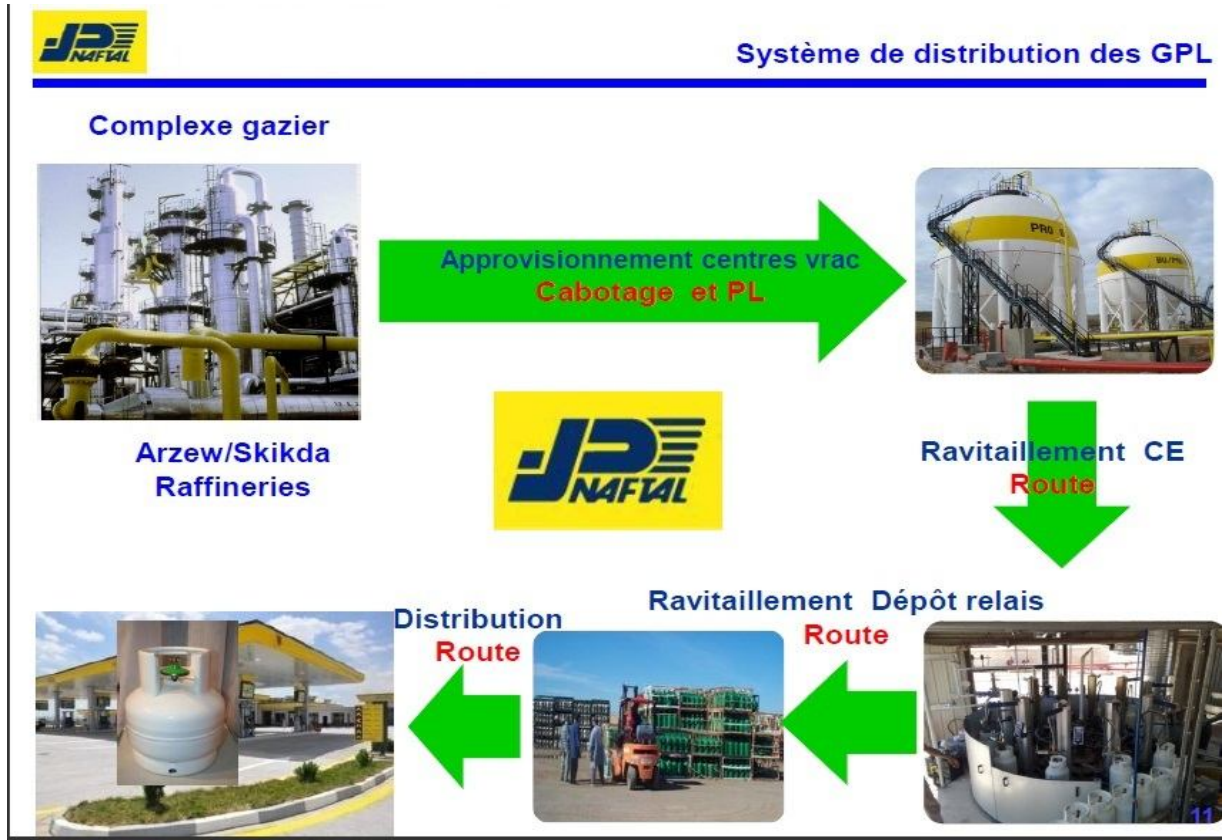 NAFTAL
Système de distribution des GPL
Complexe gazier
PRO
BU/PRO
Approvisionnement centres vrac
Cabotage et PL
Arzew/Skikda
Raffineries
NAFTAL
Ravitaillement CE
Route
Distribution
Route
Ravitaillement Dépôt relais
Route
11